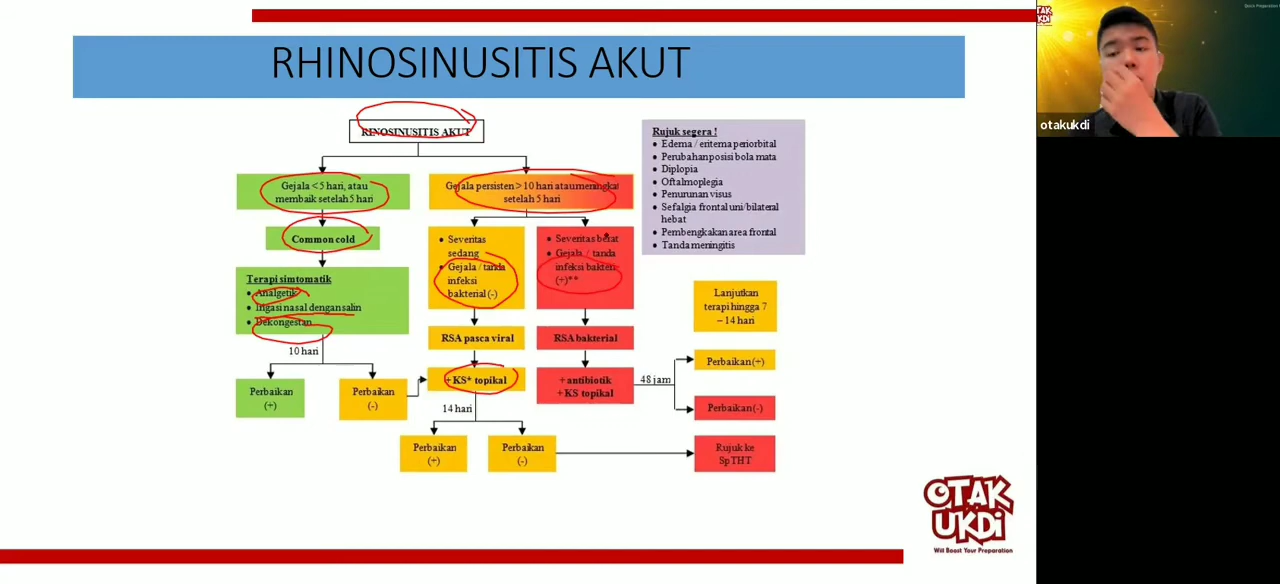 RHINOSINUSITIS AKUT
RINOSINUSITIS AKUT
Gejala < 5 hari, atau
membaik setelah 5 hari
Common cold
Terapi simtomatik
• Analgetik
• Irigasi nasal dengan salin
• Dekongestan
10 hari
Perbaikan
(+)
Perbaikan
(-)
Gejala persisten > 10 hari atau meningkat
setelah 5 hari
• Severitas
sedang
• Gejala / tanda
infeksi
bakterial (-)
RSA pasca viral
+ KS* topikal
14 hari
Perbaikan
(+)
Perbaikan
(-)
• Severitas berat
• Gejala / tanda
infeksi bakteri
(+)**
RSA bakterial
+ antibiotik
+ KS topikal
48 jam
Rujuk segera !
• Edema / eritema periorbital
• Perubahan posisi bola mata
• Diplopia
• Oftalmoplegia
• Penurunan visus
• Sefalgia frontal uni/bilateral
hebat
• Pembengkakan area frontal
• Tanda meningitis
Lanjutkan
terapi hingga 7
– 14 hari
Perbaikan (+)
Perbaikan (-)
Rujuk ke
SpTHT
OTAK
UKDI
Will Boost Your Preparation
TAK
UKDI
otakukdi